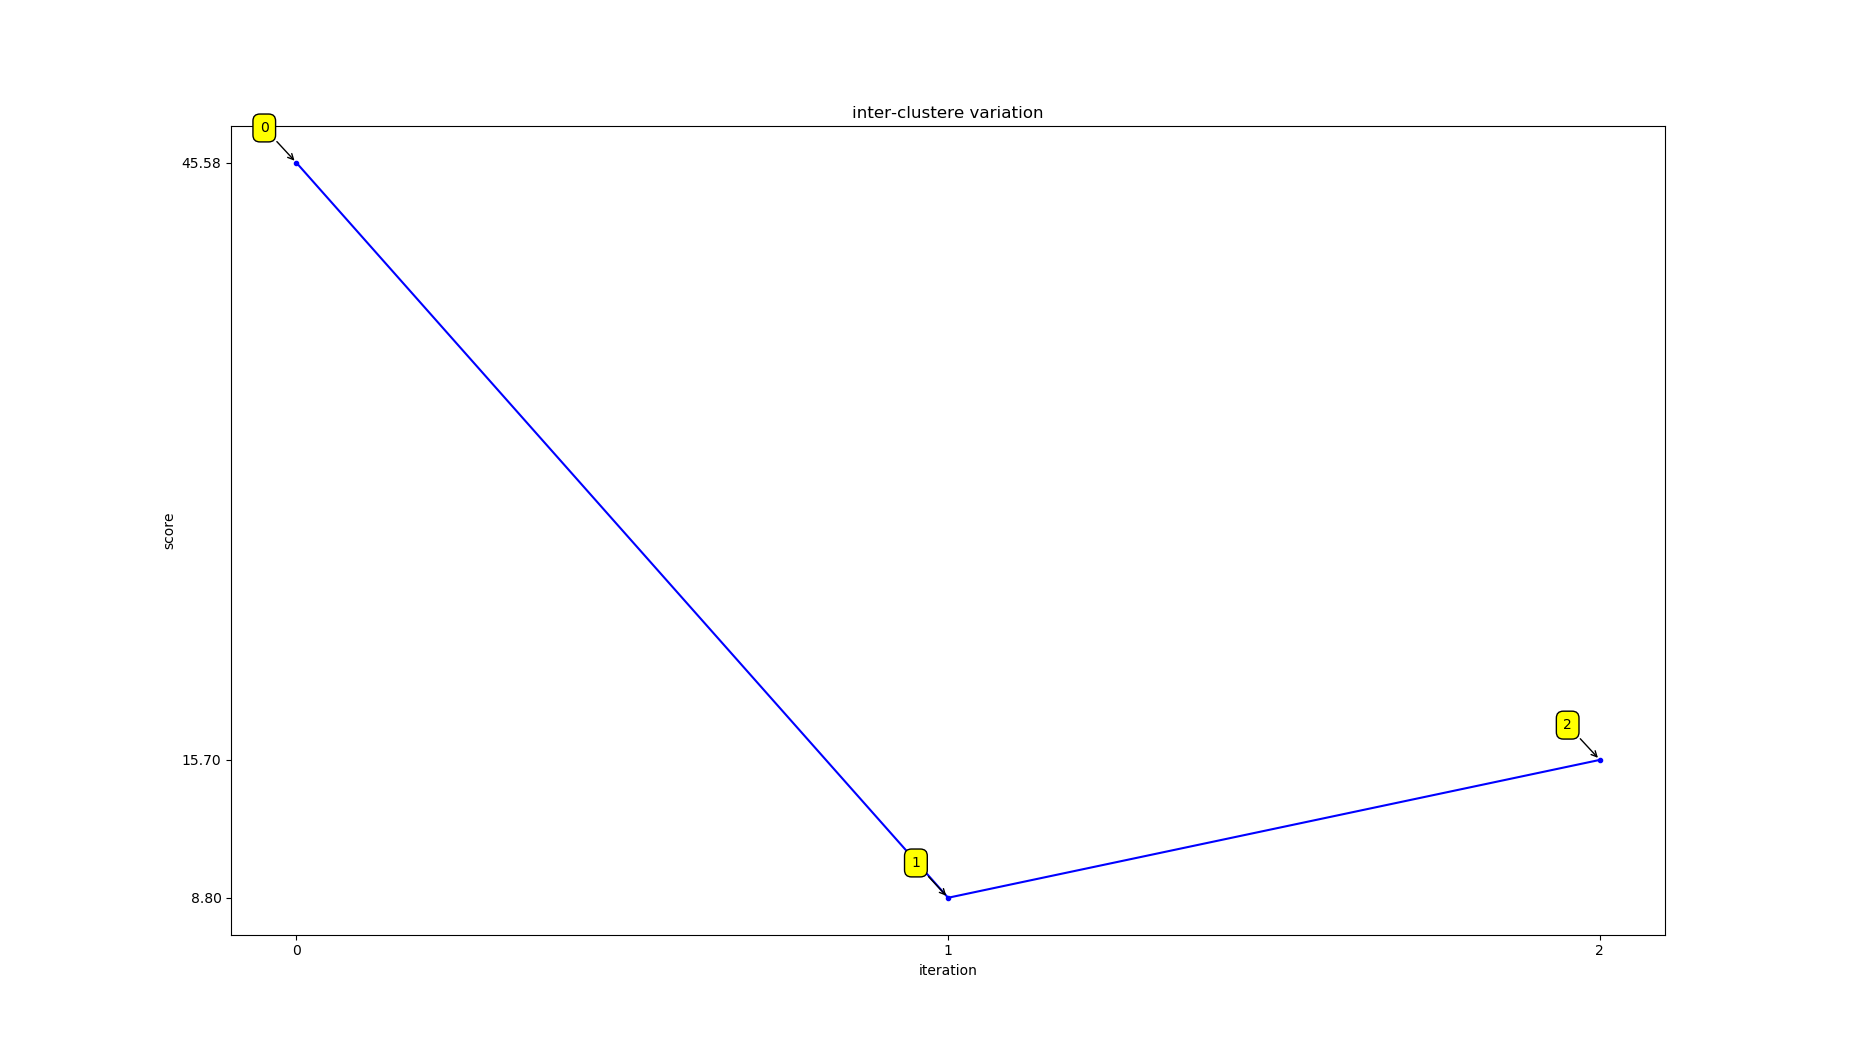 inter-clustere variation
0
45.58
score
2
15.70
1
8.80
0 1 2
iteration